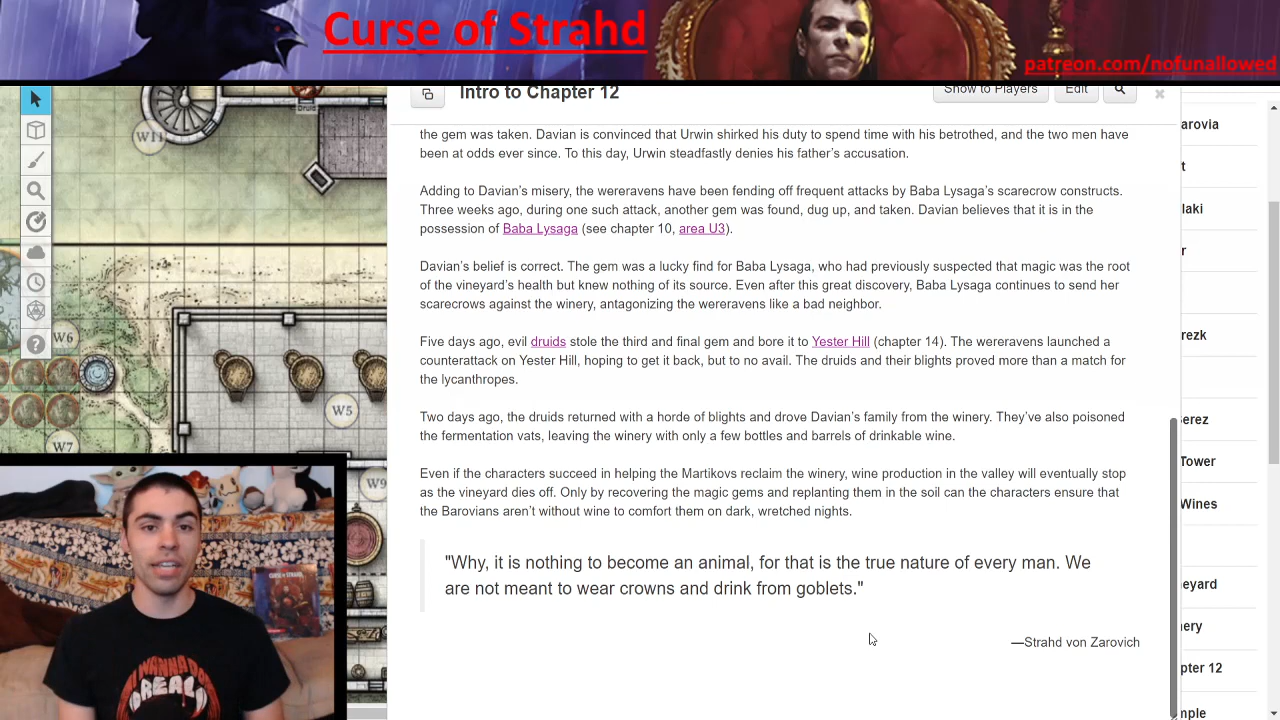 Curse of Strahd
patreon.com/nofunallowed
Intro to Chapter 12
Show to Players
Edit
the gem was taken. Davian is convinced that Urwin shirked his duty to spend time with his betrothed, and the two men have
been at odds ever since. To this day, Urwin steadfastly denies his father's accusation.
Adding to Davian's misery, the wereravens have been fending off frequent attacks by Baba Lysaga's scarecrow constructs.
Three weeks ago, during one such attack, another gem was found, dug up, and taken. Davian believes that it is in the
possession of Baba Lysaga (see chapter 10, area U3).
Davian's belief is correct. The gem was a lucky find for Baba Lysaga, who had previously suspected that magic was the root
of the vineyard's health but knew nothing of its source. Even after this great discovery, Baba Lysaga continues to send her
scarecrows against the winery, antagonizing the wereravens like a bad neighbor.
Five days ago, evil druids stole the third and final gem and bore it to Yester Hill (chapter 14). The wereravens launched a
counterattack on Yester Hill, hoping to get it back, but to no avail. The druids and their blights proved more than a match for
the lycanthropes.
Two days ago, the druids returned with a horde of blights and drove Davian's family from the winery. They've also poisoned
the fermentation vats, leaving the winery with only a few bottles and barrels of drinkable wine.
Even if the characters succeed in helping the Martikovs reclaim the winery, wine production in the valley will eventually stop
as the vineyard dies off. Only by recovering the magic gems and replanting them in the soil can the characters ensure that
the Barovians aren't without wine to comfort them on dark, wretched nights.
"Why, it is nothing to become an animal, for that is the true nature of every man. We
are not meant to wear crowns and drink from goblets."
—Strahd von Zarovich
Druid
W11
W6
W5
W7
W9
arovia
t
laki
r
rezk
erez
Tower
Wines
eyard
nery
pter 12
mple
CURSE OF STRAHD
I WANNA DO
REAL